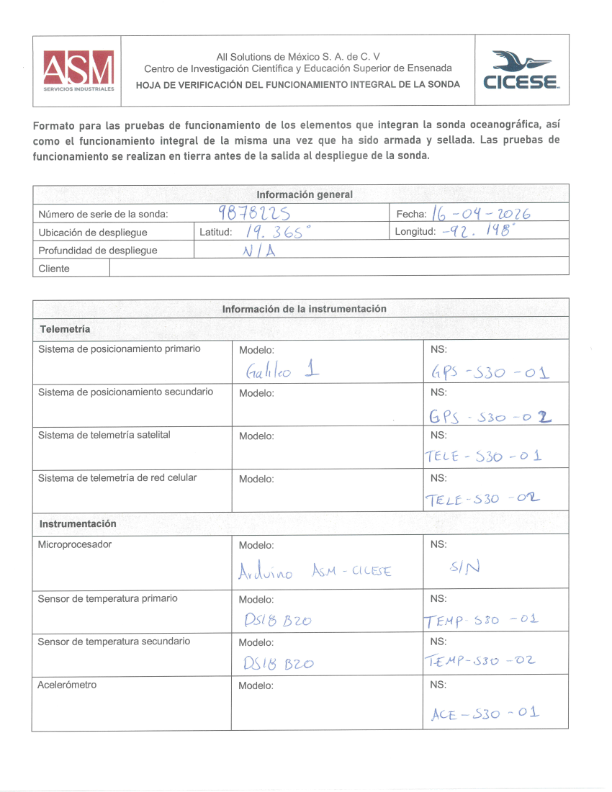 ASM
SERVICIOS INDUSTRIALES
All Solutions de México S. A. de C. V
Centro de Investigación Científica y Educación Superior de Ensenada
HOJA DE VERIFICACIÓN DEL FUNCIONAMIENTO INTEGRAL DE LA SONDA
CICESE
Formato para las pruebas de funcionamiento de los elementos que integran la sonda oceanográfica, así
como el funcionamiento integral de la misma una vez que ha sido armada y sellada. Las pruebas de
funcionamiento se realizan en tierra antes de la salida al despliegue de la sonda.
Información general
Número de serie de la sonda: 9878225 Fecha: 16-04-2026
Ubicación de despliegue Latitud: 19.365° Longitud: -92.148°
Profundidad de despliegue N/A
Cliente
Información de la instrumentación
Telemetría
Sistema de posicionamiento primario Modelo: NS:
Galileo 1 GPS-S30-01
Sistema de posicionamiento secundario Modelo: NS:
GPS-S30-02
Sistema de telemetría satelital Modelo: NS:
TELE-S30-01
Sistema de telemetría de red celular Modelo: NS:
TELE-S30-02
Instrumentación
Microprocesador Modelo: NS:
Arduino ASM-CICESE S/N
Sensor de temperatura primario Modelo: NS:
DS18 B20 TEMP-S30-01
Sensor de temperatura secundario Modelo: NS:
DS18 B20 TEMP-S30-02
Acelerómetro Modelo: NS:
ACE-S30-01